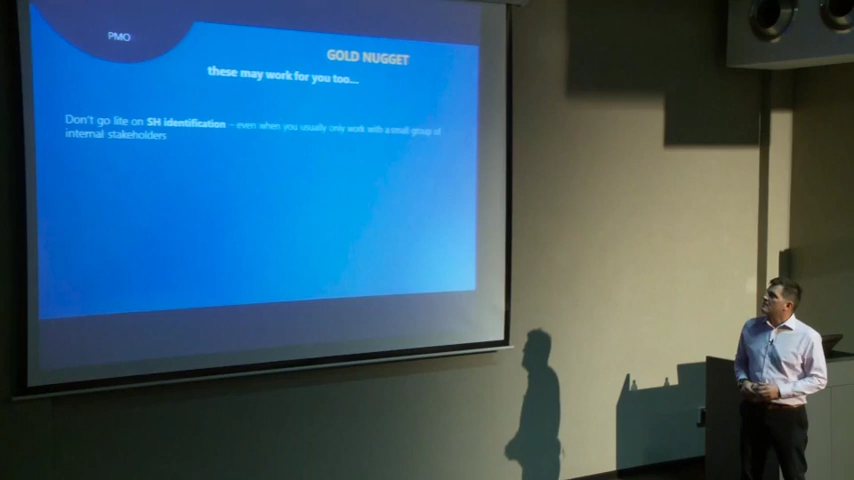 PMO
GOLD NUGGET
these may work for you too...
Don't go lite on SH identification – even when you usually only work with a small group of
internal stakeholders